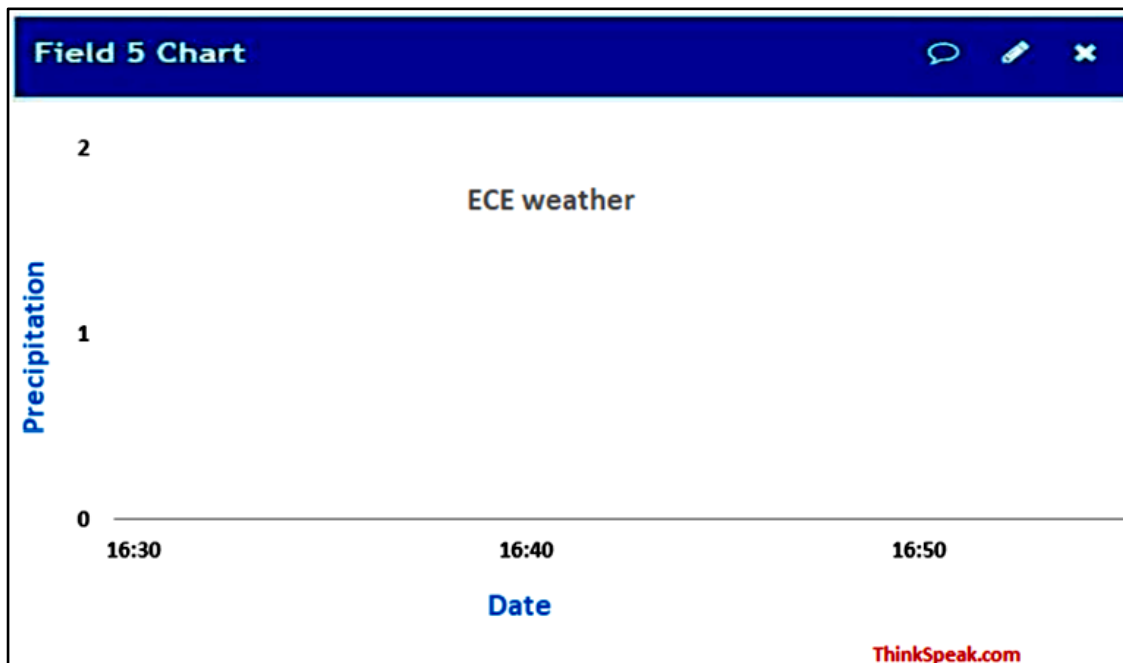 Field 5 Chart
2
ECE weather
Precipitation
1
0
16:30 16:40 16:50
Date
ThinkSpeak.com